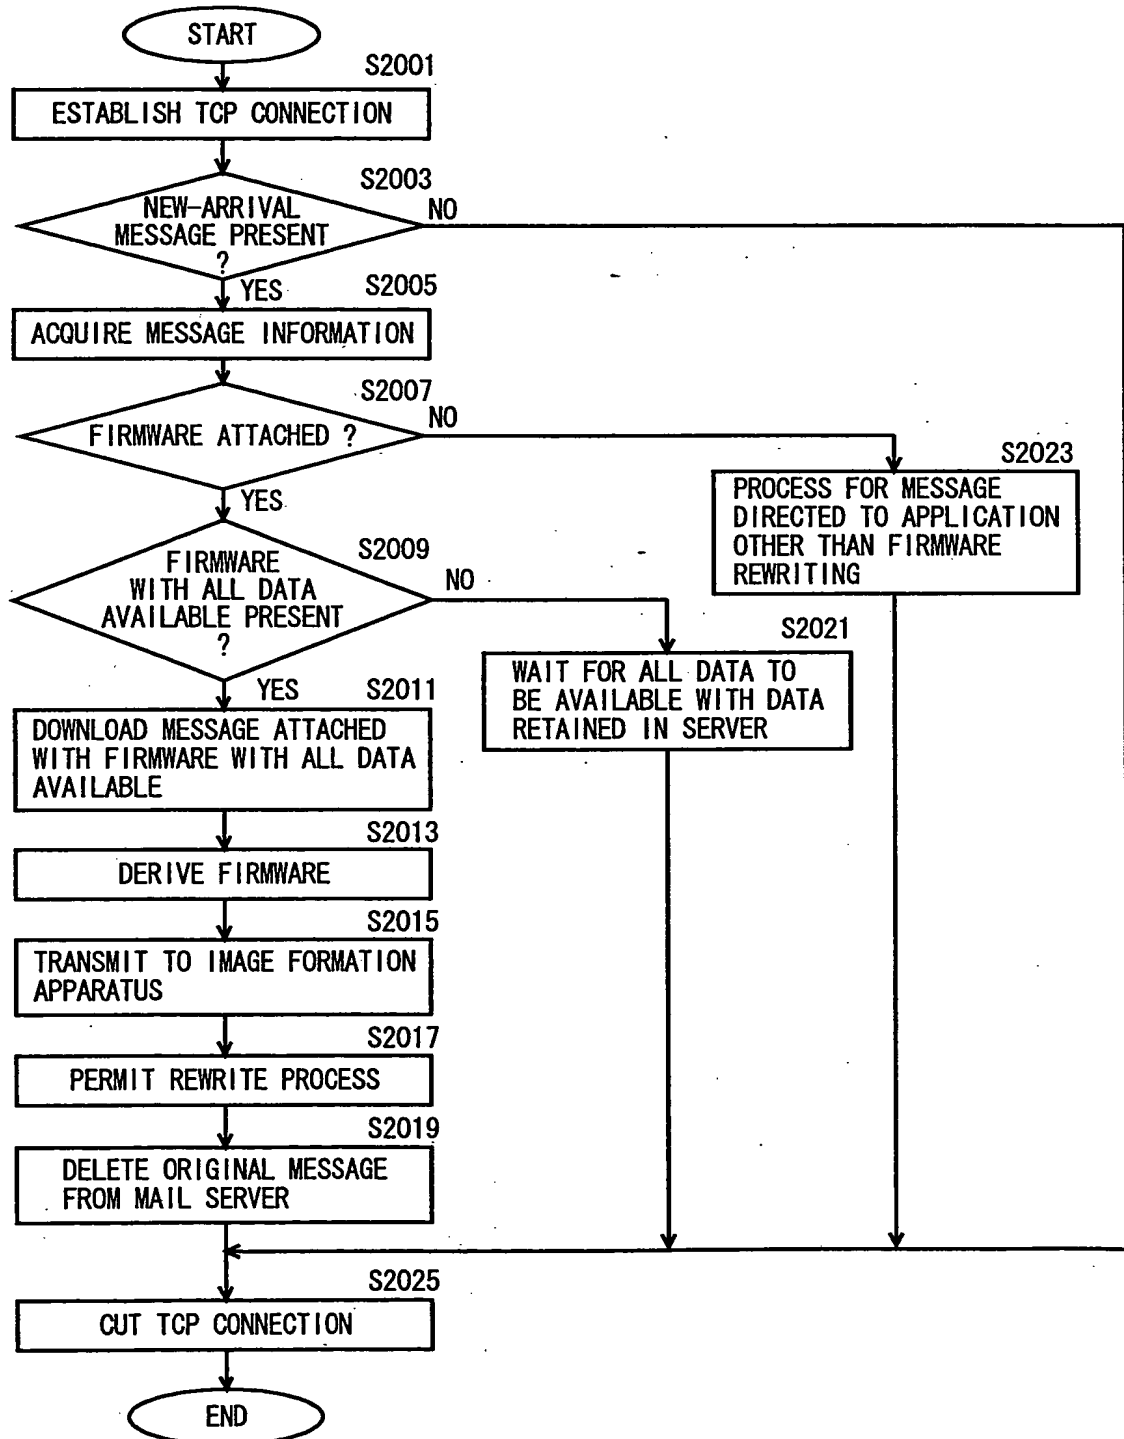 START
S2001
ESTABLISH TCP CONNECTION
S2003
NEW-ARRIVAL
MESSAGE PRESENT
?
NO
YES
S2005
ACQUIRE MESSAGE INFORMATION
S2007
FIRMWARE ATTACHED ?
NO
YES
S2023
PROCESS FOR MESSAGE
DIRECTED TO APPLICATION
OTHER THAN FIRMWARE
REWRITING
S2009
FIRMWARE
WITH ALL DATA
AVAILABLE PRESENT
?
NO
YES
S2021
WAIT FOR ALL DATA TO
BE AVAILABLE WITH DATA
RETAINED IN SERVER
S2011
DOWNLOAD MESSAGE ATTACHED
WITH FIRMWARE WITH ALL DATA
AVAILABLE
S2013
DERIVE FIRMWARE
S2015
TRANSMIT TO IMAGE FORMATION
APPARATUS
S2017
PERMIT REWRITE PROCESS
S2019
DELETE ORIGINAL MESSAGE
FROM MAIL SERVER
S2025
CUT TCP CONNECTION
END